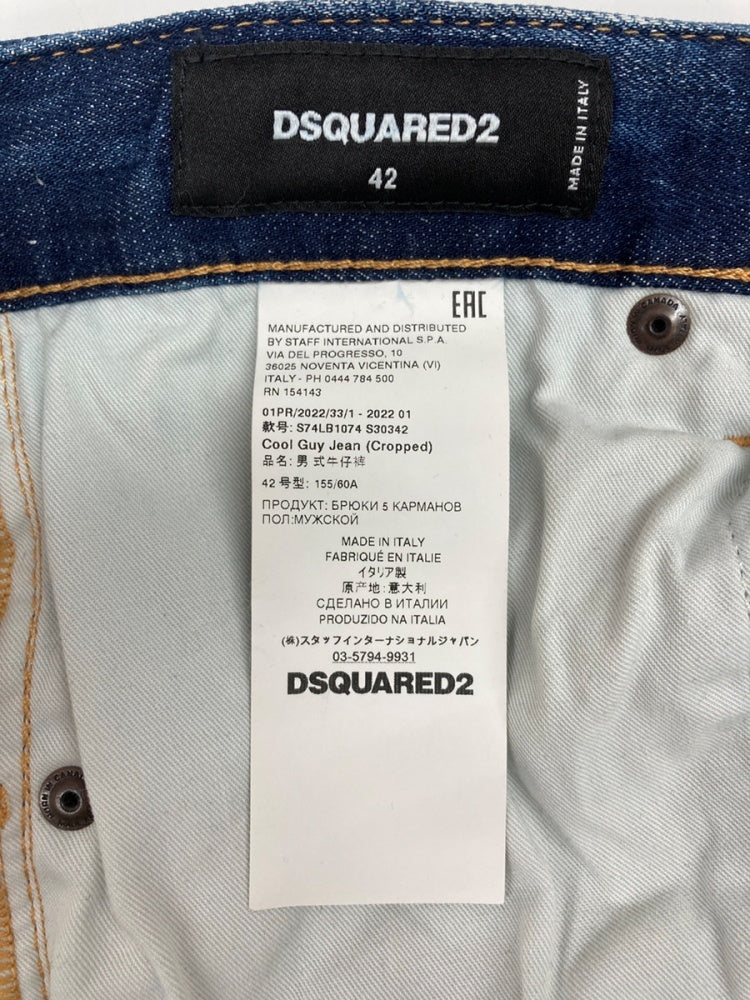 DSQUARED2
42
MADE IN ITALY
EAC
MANUFACTURED AND DISTRIBUTED
BY STAFF INTERNATIONAL S.P.A.
VIA DEL PROGRESSO, 10
36025 NOVENTA VICENTINA (VI)
ITALY - PH 0444 784 500
RN 154143
01PR/2022/33/1 - 2022 01
款号: S74LB1074 S30342
Cool Guy Jean (Cropped)
品名: 男 式牛仔裤
42 号型: 155/60A
ПРОДУКТ: БРЮКИ 5 КАРМАНОВ
ПОЛ:МУЖСКОЙ
MADE IN ITALY
FABRIQUÉ EN ITALIE
イタリア製
原产地: 意大利
СДЕЛАНО В ИТАЛИИ
PRODUZIDO NA ITALIA
(株)スタッフインターナショナルジャパン
03-5794-9931
DSQUARED2